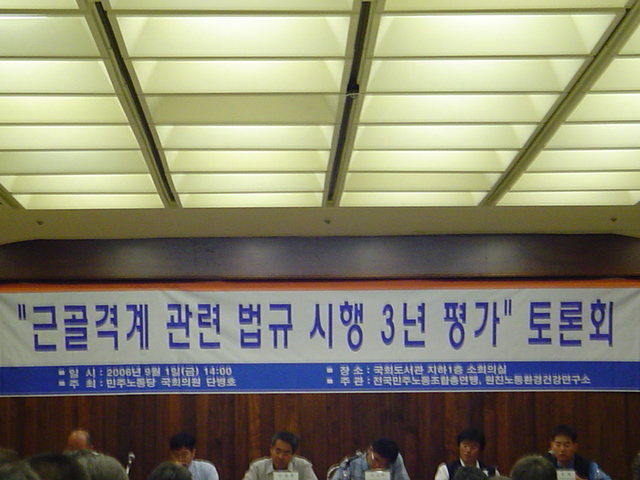 "근골격계 관련 법규 시행 3년 평가" 토론회
일 시 : 2006년 9월 1일(금) 14:00
장 소 : 국회도서관 지하1층 소회의실
주 최 : 민주노동당 국회의원 단병호
주 관 : 전국민주노동조합총연맹, 원진노동환경건강연구소